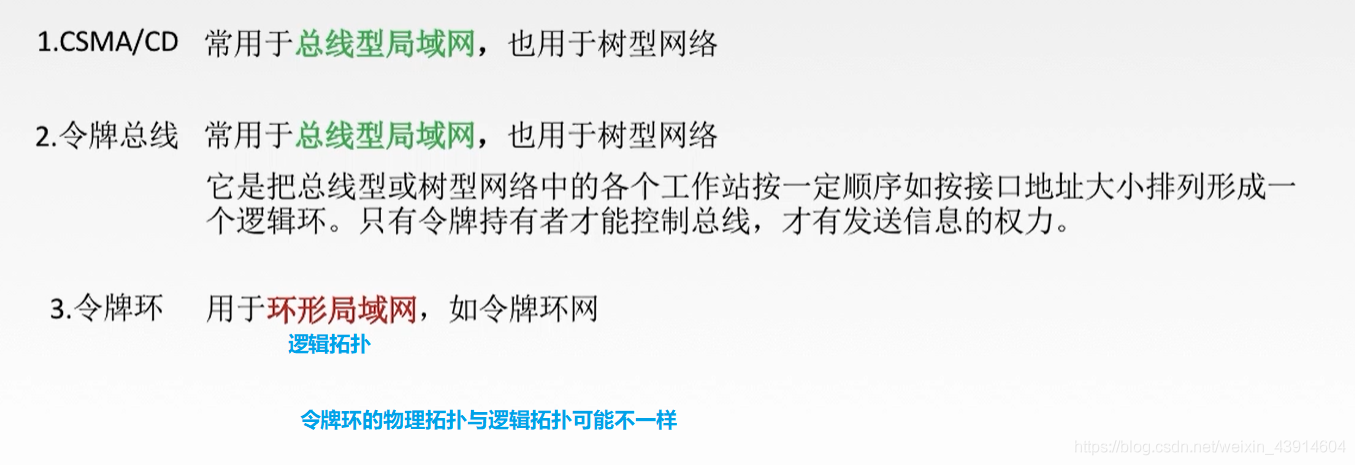 1.CSMA/CD 常用于总线型局域网，也用于树型网络
2.令牌总线 常用于总线型局域网，也用于树型网络
它是把总线型或树型网络中的各个工作站按一定顺序如按接口地址大小排列形成一
个逻辑环。只有令牌持有者才能控制总线，才有发送信息的权力。
3.令牌环 用于环形局域网，如令牌环网
逻辑拓扑
令牌环的物理拓扑与逻辑拓扑可能不一样
https://blog.csdn.net/weixin_43914604